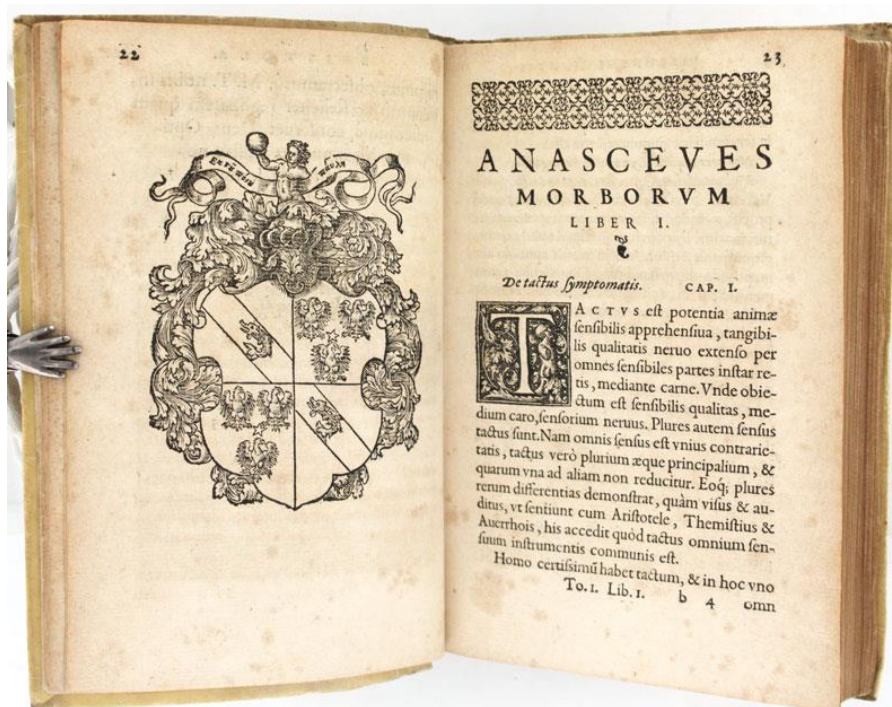 22
23
ANASCEVES
MORBORVM
LIBER I.
De tactus ſymptomatis. CAP. I.
TACTVS eſt potentia animæ
ſenſibilis apprehenſiua, tangibi-
lis qualitatis neruo extenſo per
omnes ſenſibiles partes inſtar re-
tis, mediante carne. Vnde obie-
ctum eſt ſenſibilis qualitas, me-
dium caro, ſenſorium neruus. Plures autem ſenſus
tactus ſunt. Nam omnis ſenſus eſt vnius contrarie-
tatis, tactus verò plurium æque principalium, &
quarum vna ad aliam non reducitur. Eoq́; plures
rerum differentias demonſtrat, quàm viſus & au-
ditus, vt ſentiunt cum Ariſtotele, Themiſtius &
Auerrhois, his accedit quòd tactus omnium ſen-
ſuum inſtrumentis communis eſt.
Homo certiſſimũ habet tactum, & in hoc vno
To. 1. Lib. 1. b 4 omn